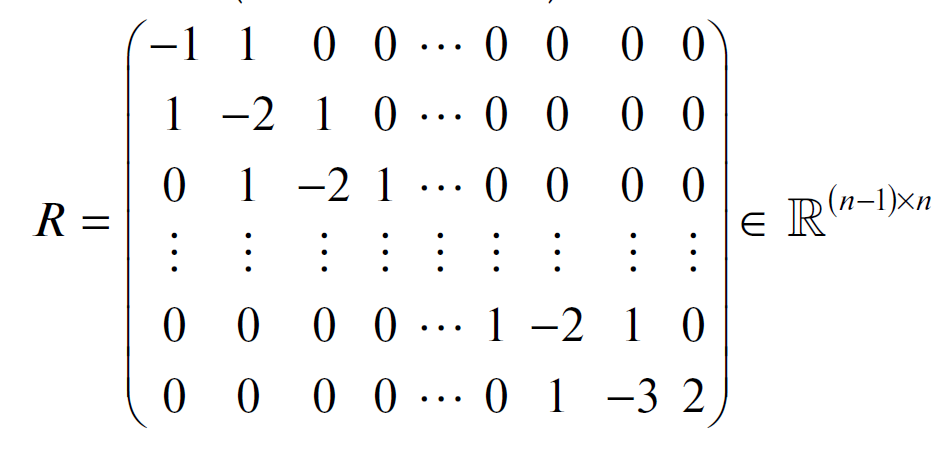 −1 1 0 0 ⋯ 0 0 0 0
1 −2 1 0 ⋯ 0 0 0 0
0 1 −2 1 ⋯ 0 0 0 0
R = ∈ ℝ^{(n−1)×n}
⋮ ⋮ ⋮ ⋮ ⋮ ⋮ ⋮ ⋮ ⋮
0 0 0 0 ⋯ 1 −2 1 0
0 0 0 0 ⋯ 0 1 −3 2